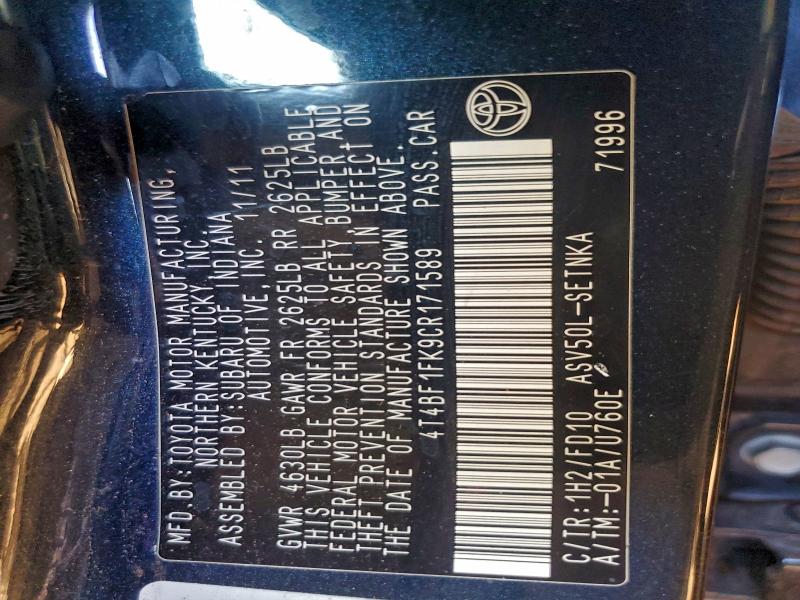 MFD.BY:TOYOTA MOTOR MANUFACTURING,
NORTHERN KENTUCKY, INC.
ASSEMBLED BY:SUBARU OF INDIANA
AUTOMOTIVE,INC. 11/11
GVWR 4630LB GAWR FR 2625LB RR 2625LB
THIS VEHICLE CONFORMS TO ALL APPLICABLE
FEDERAL MOTOR VEHICLE SAFETY, BUMPER, AND
THEFT PREVENTION STANDARDS IN EFFECT ON
THE DATE OF MANUFACTURE SHOWN ABOVE.
4T4BF1FK9CR171589 PASS.CAR
C/TR:1H2/FD10 ASV50L-SETNKA 71996
A/TM:-01A/U760E